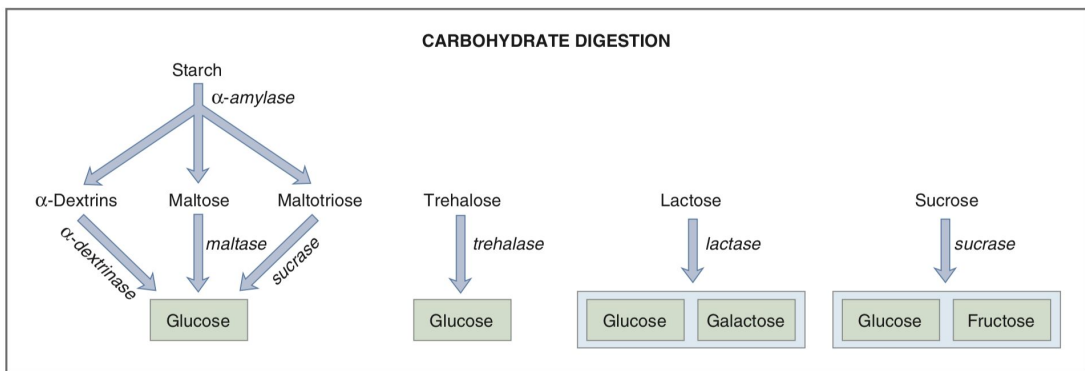 CARBOHYDRATE DIGESTION
Starch
α-amylase
α-Dextrins Maltose Maltotriose Trehalose Lactose Sucrose
α-dextrinase maltase sucrase trehalase lactase sucrase
Glucose Glucose Glucose Galactose Glucose Fructose